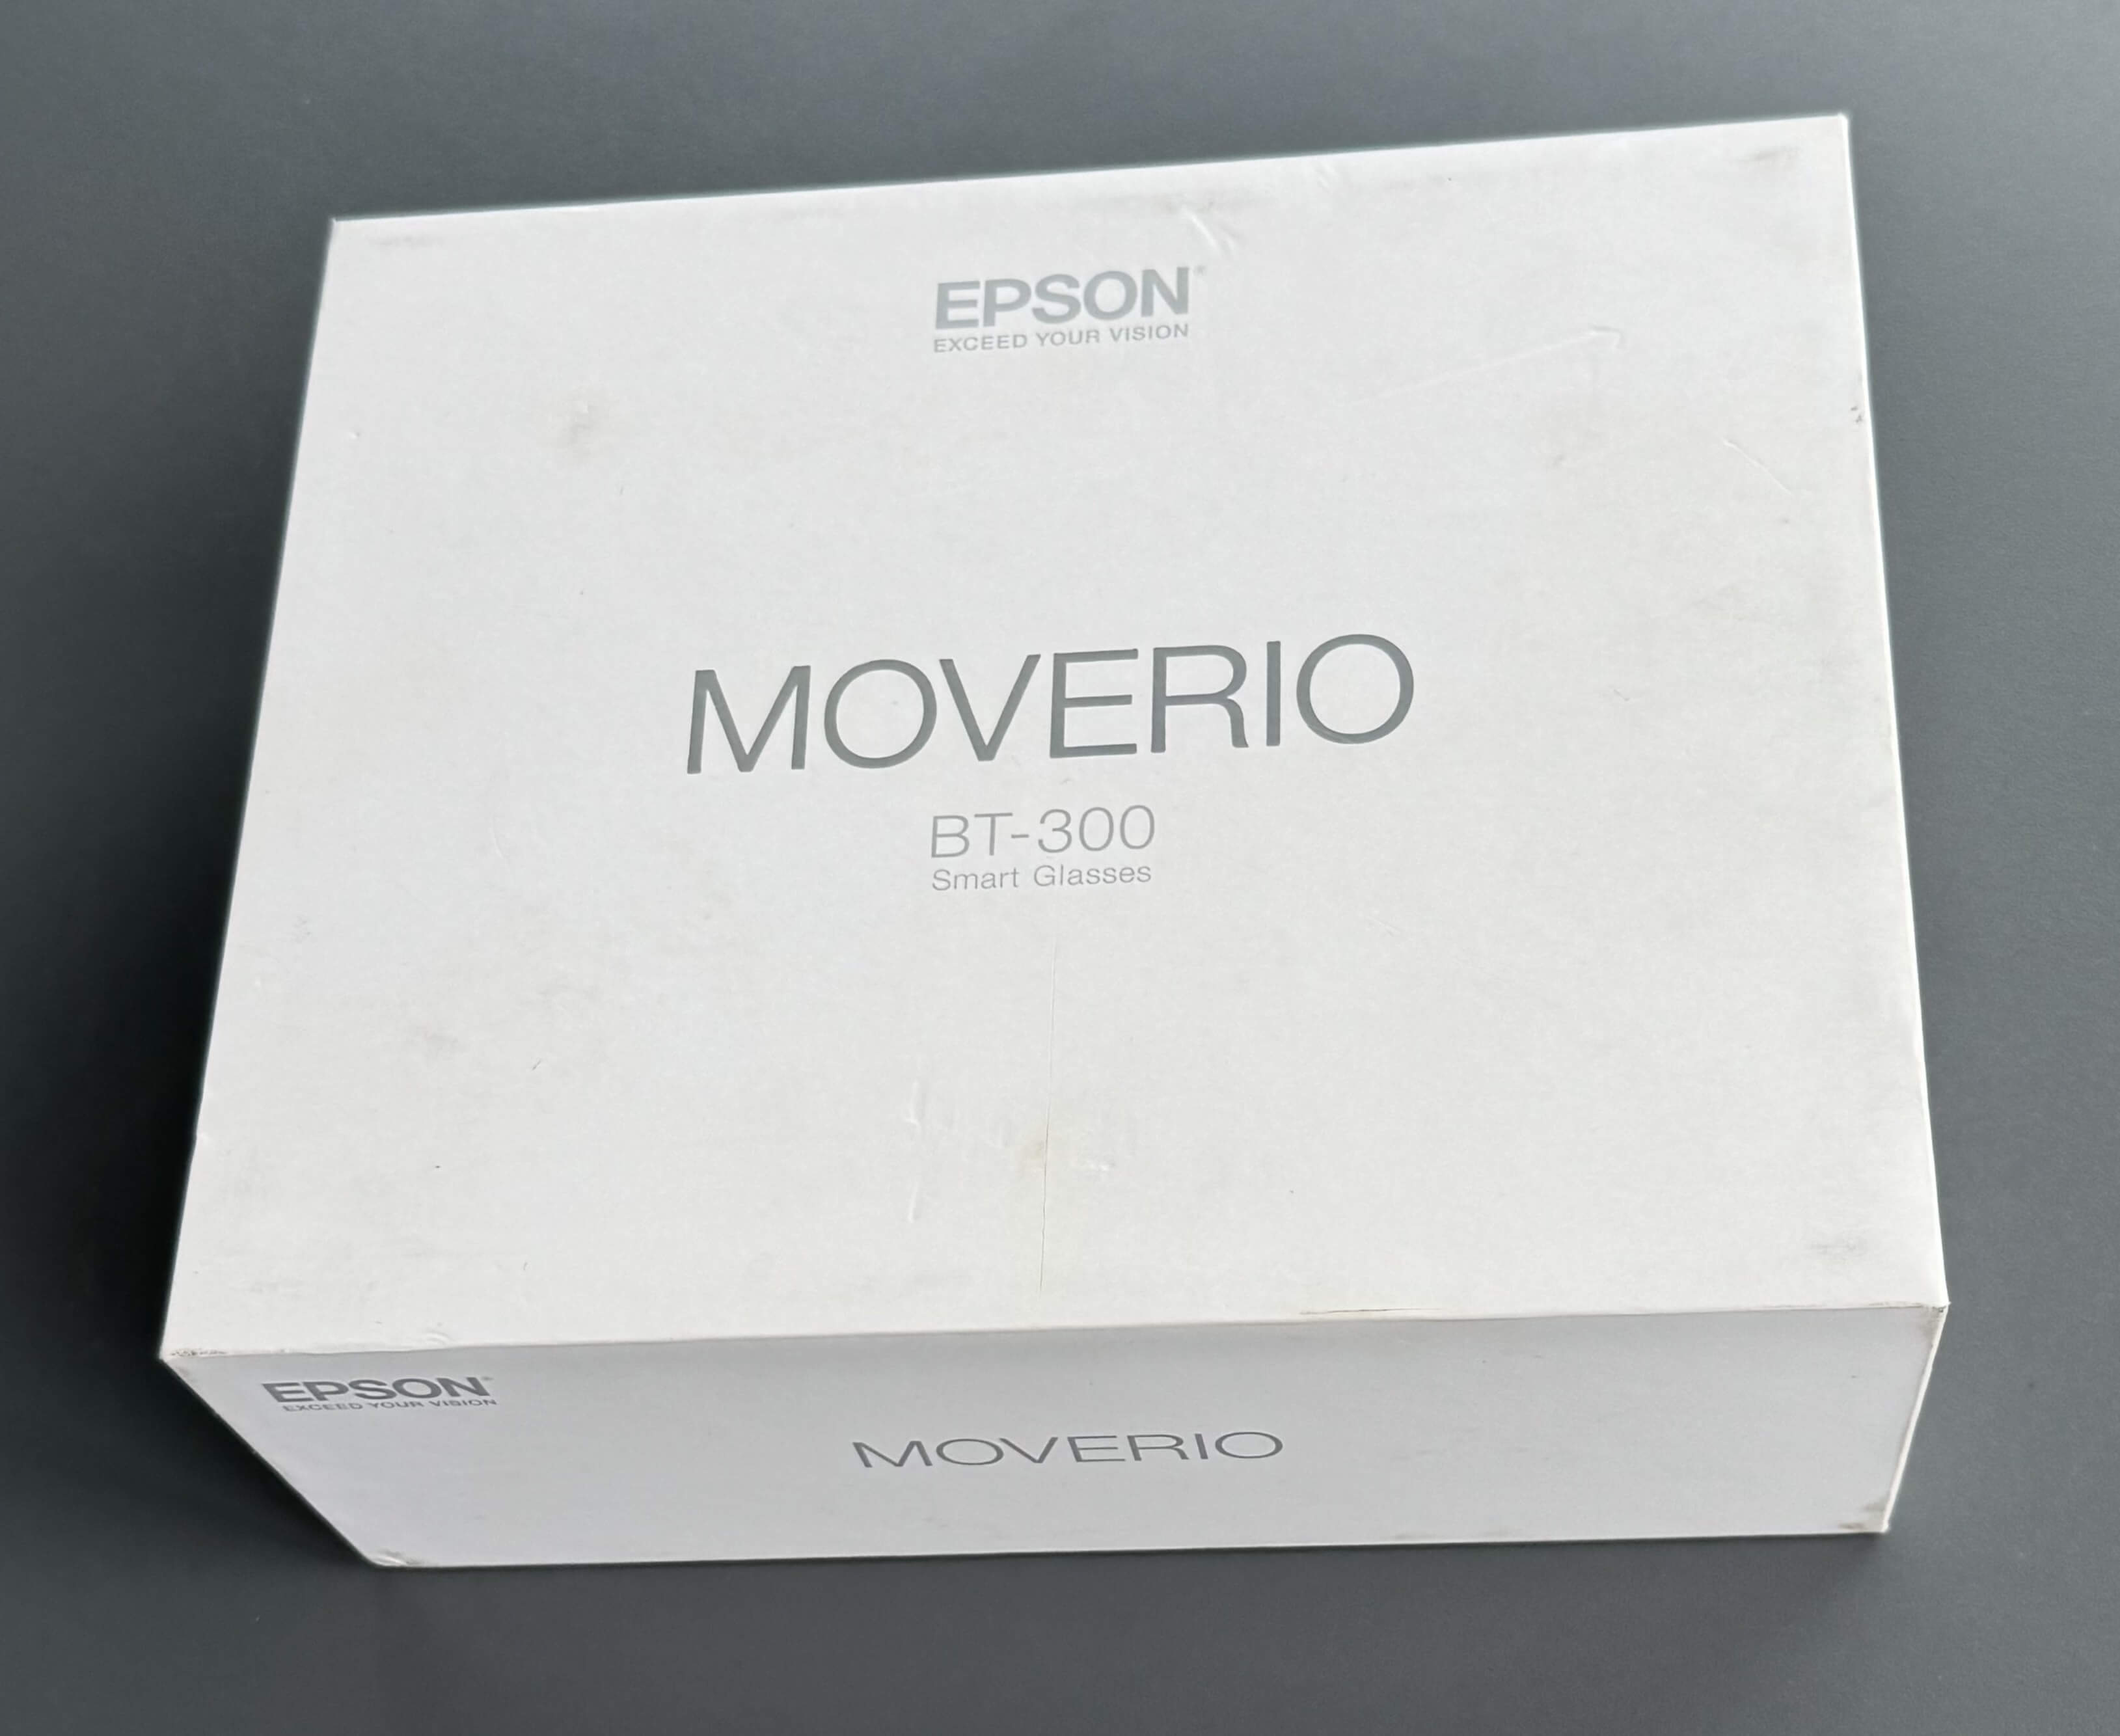 EPSON
EXCEED YOUR VISION
MOVERIO
BT-300
Smart Glasses
EPSON
EXCEED YOUR VISION
MOVERIO